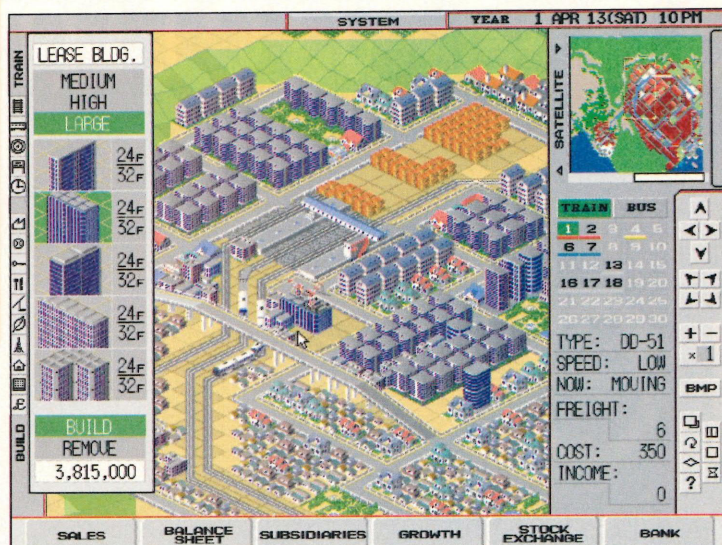 SYSTEM
YEAR 1 APR 13(SAT) 10PM
TRAIN
BUILD
LEASE BLDG.
MEDIUM
HIGH
LARGE
24F
32F
24F
32F
24F
32F
24F
32F
24F
32F
BUILD
REMOVE
3,815,000
SATELLITE
TRAIN BUS
1 2 3 4 5
6 7 8 9 10
11 12 13 14 15
16 17 18 19 20
21 22 23 24 25
26 27 28 29 30
TYPE: DD-51
SPEED: LOW
NOW: MOVING
FREIGHT:
6
COST: 350
INCOME:
0
+ -
× 1
BMP
?
SALES
BALANCE SHEET
SUBSIDIARIES
GROWTH
STOCK EXCHANGE
BANK